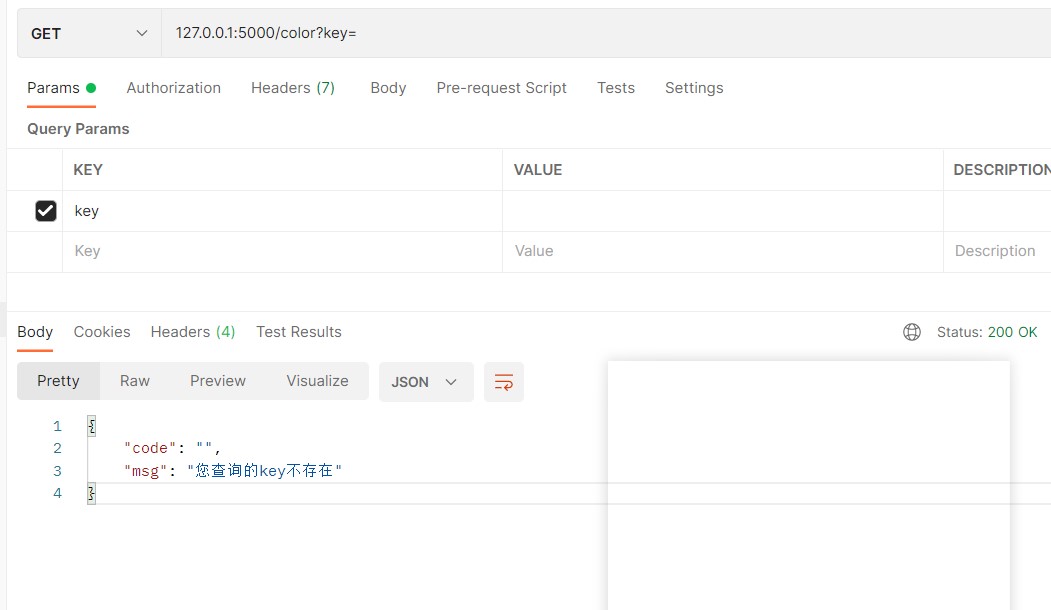 GET 127.0.0.1:5000/color?key=
Params Authorization Headers (7) Body Pre-request Script Tests Settings
Query Params
KEY VALUE DESCRIPTION
key
Key Value Description
Body Cookies Headers (4) Test Results Status: 200 OK
Pretty Raw Preview Visualize JSON
1 {
2 "code": "",
3 "msg": "您查询的key不存在"
4 }